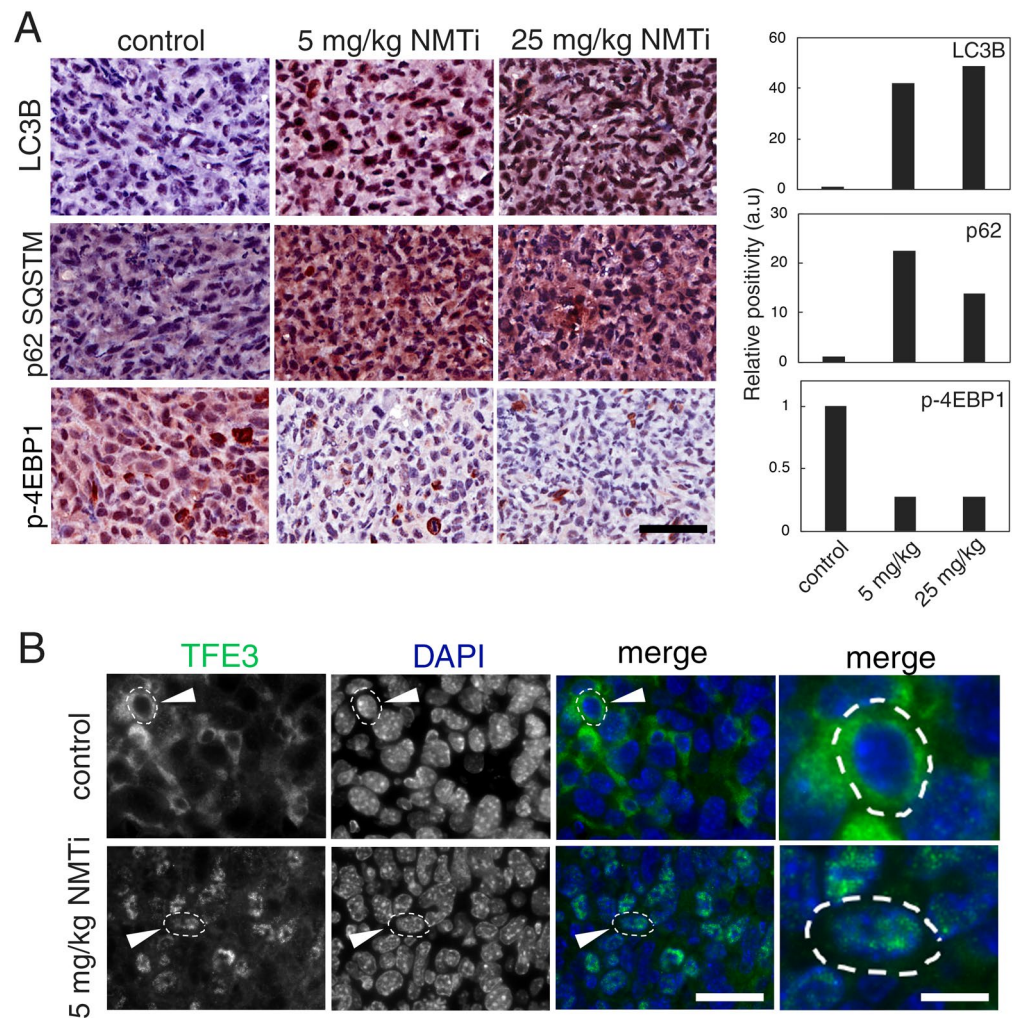 A
control
5 mg/kg NMTi
25 mg/kg NMTi
LC3B
p62 SQSTM
p-4EBP1
Relative positivity (a.u)
60
40
20
0
LC3B
30
20
10
0
p62
1
0.5
0
p-4EBP1
control
5 mg/kg
25 mg/kg
B
TFE3
DAPI
merge
merge
control
5 mg/kg NMTi